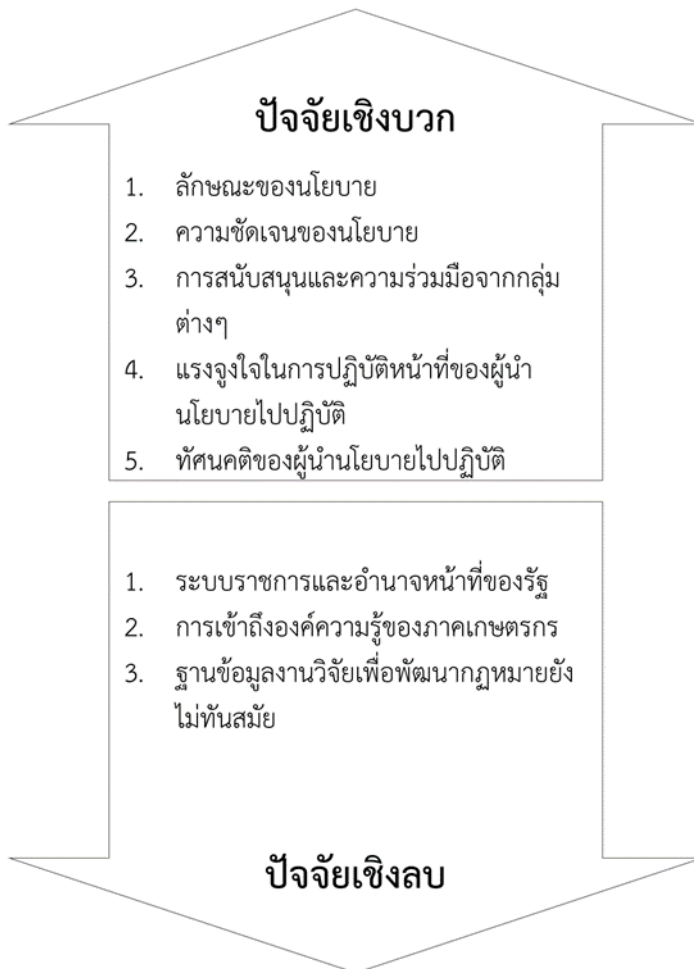 ปัจจัยเชิงบวก
1. ลักษณะของนโยบาย
2. ความชัดเจนของนโยบาย
3. การสนับสนุนและความร่วมมือจากกลุ่ม
ต่างๆ
4. แรงจูงใจในการปฏิบัติหน้าที่ของผู้นำ
นโยบายไปปฏิบัติ
5. ทัศนคติของผู้นำนโยบายไปปฏิบัติ
1. ระบบราชการและอำนาจหน้าที่ของรัฐ
2. การเข้าถึงองค์ความรู้ของภาคเกษตรกร
3. ฐานข้อมูลงานวิจัยเพื่อพัฒนากฎหมายยัง
ไม่ทันสมัย
ปัจจัยเชิงลบ